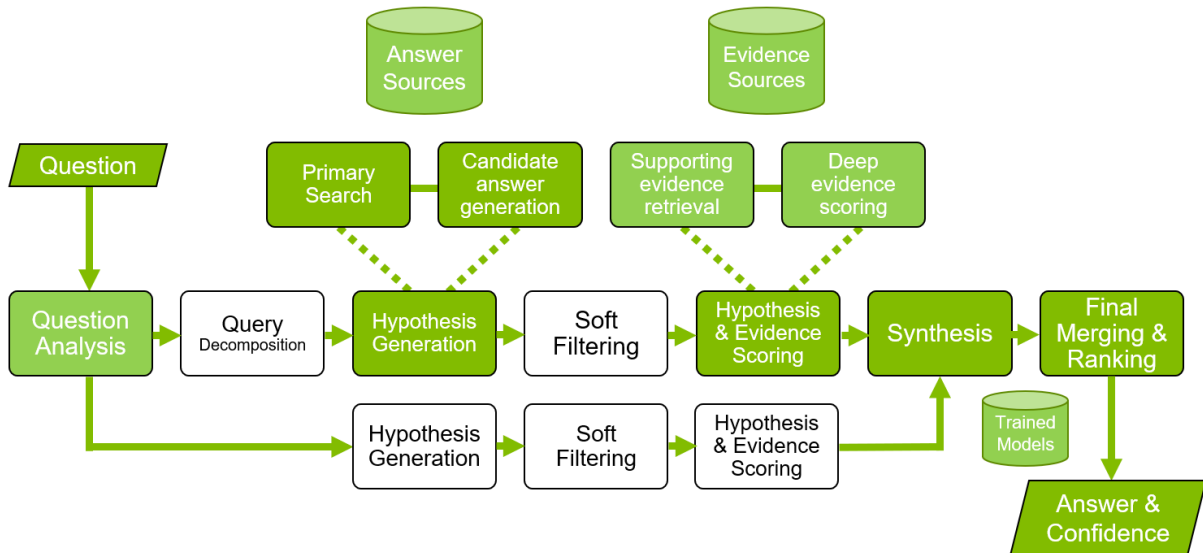 Answer
Sources
Evidence
Sources
Question
Primary
Search
Candidate
answer
generation
Supporting
evidence
retrieval
Deep
evidence
scoring
Question
Analysis
Query
Decomposition
Hypothesis
Generation
Soft
Filtering
Hypothesis
& Evidence
Scoring
Synthesis
Final
Merging &
Ranking
Hypothesis
Generation
Soft
Filtering
Hypothesis
& Evidence
Scoring
Trained
Models
Answer &
Confidence